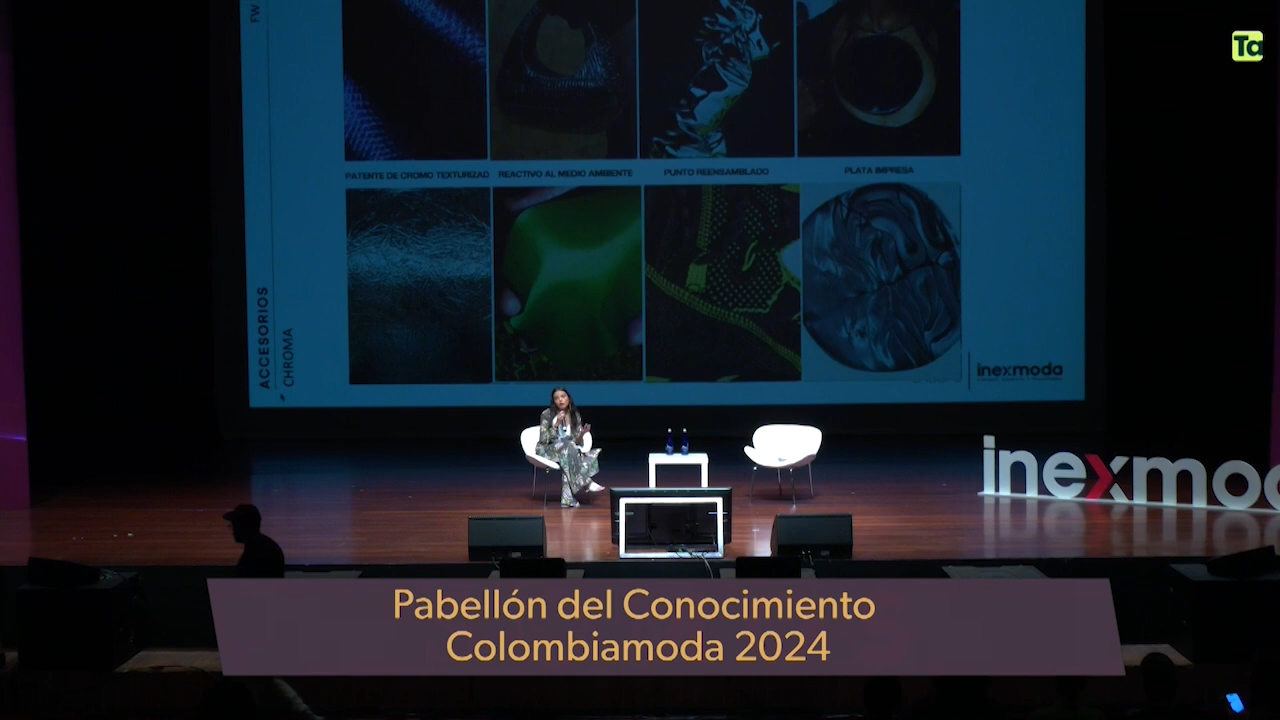 FW
Ta
PATENTE DE CROMO TEXTURIZAD
REACTIVO AL MEDIO AMBIENTE
PUNTO REENSAMBLADO
PLATA IMPRESA
ACCESORIOS
CHROMA
inexmoda
inexmoda
Pabellón del Conocimiento
Colombiamoda 2024